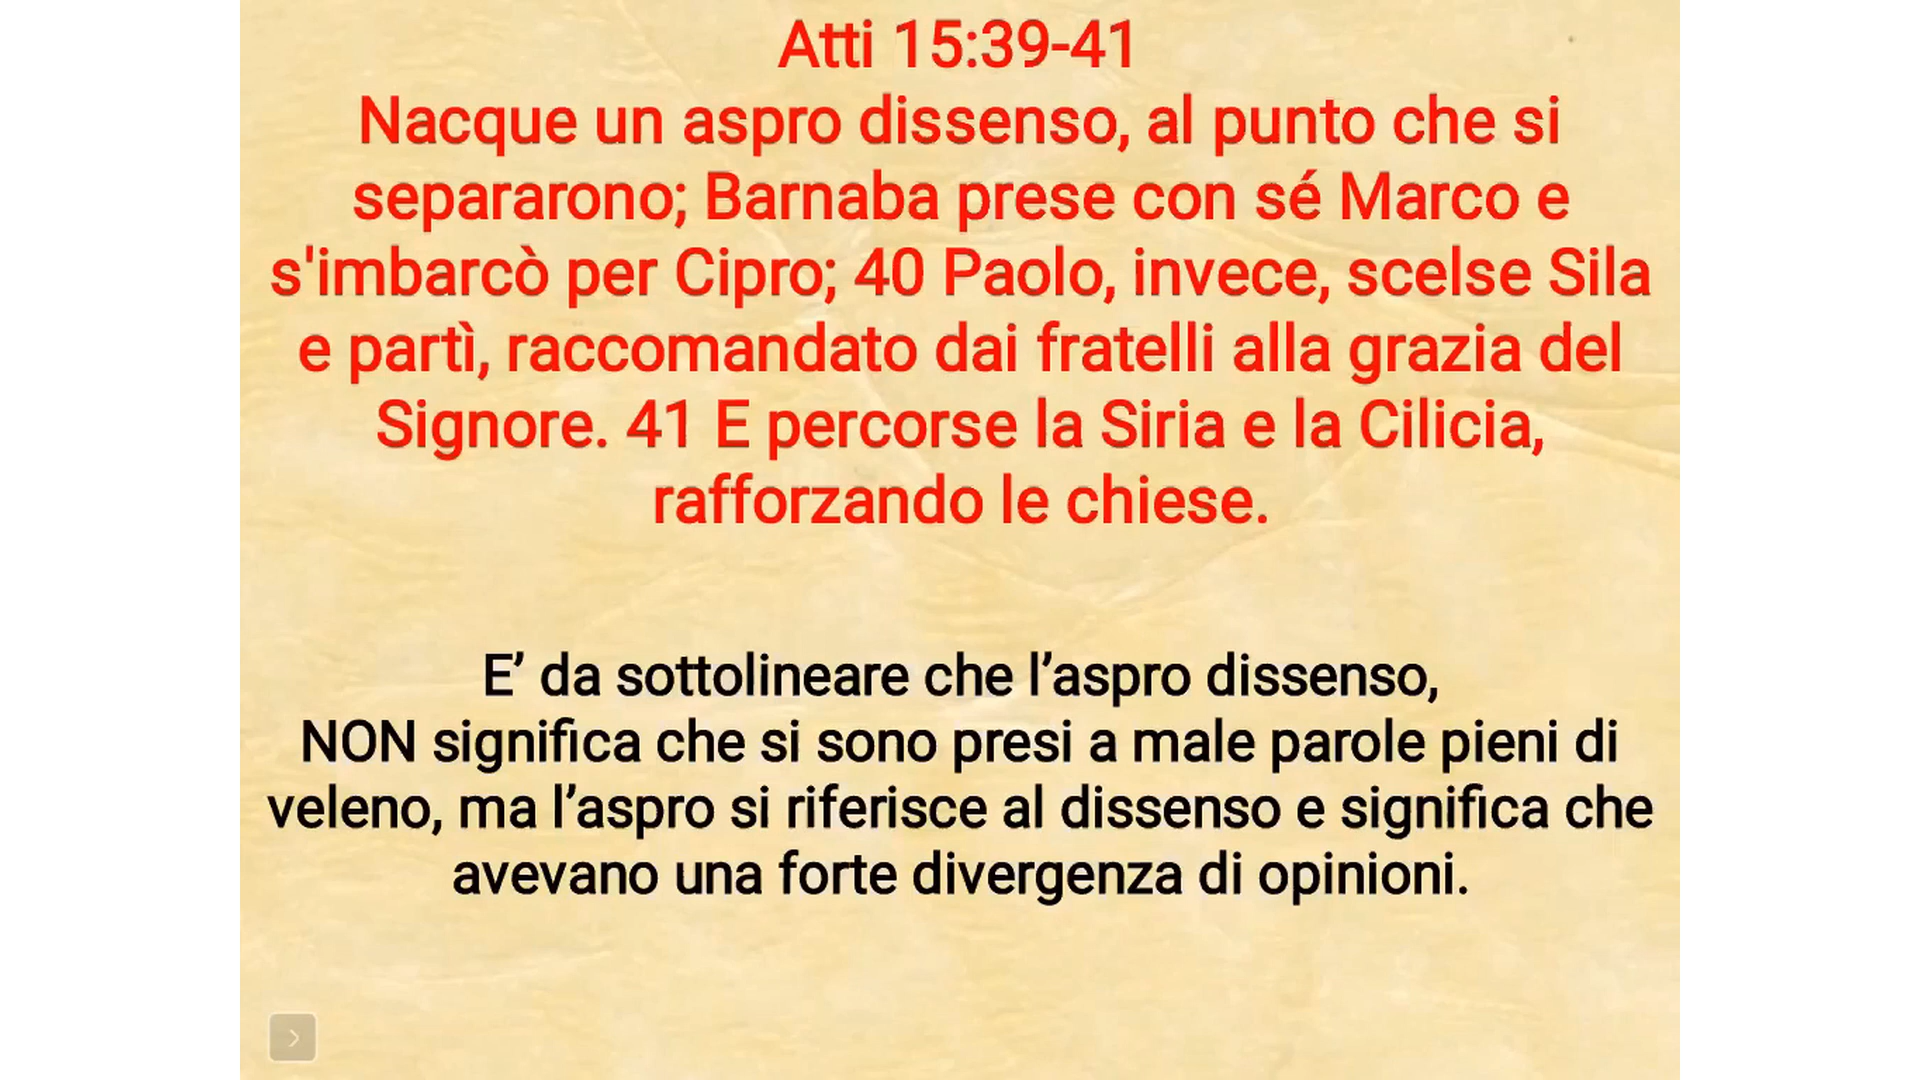 Atti 15:39-41
Nacque un aspro dissenso, al punto che si
separarono; Barnaba prese con sé Marco e
s'imbarcò per Cipro; 40 Paolo, invece, scelse Sila
e partì, raccomandato dai fratelli alla grazia del
Signore. 41 E percorse la Siria e la Cilicia,
rafforzando le chiese.
E’ da sottolineare che l’aspro dissenso,
NON significa che si sono presi a male parole pieni di
veleno, ma l’aspro si riferisce al dissenso e significa che
avevano una forte divergenza di opinioni.